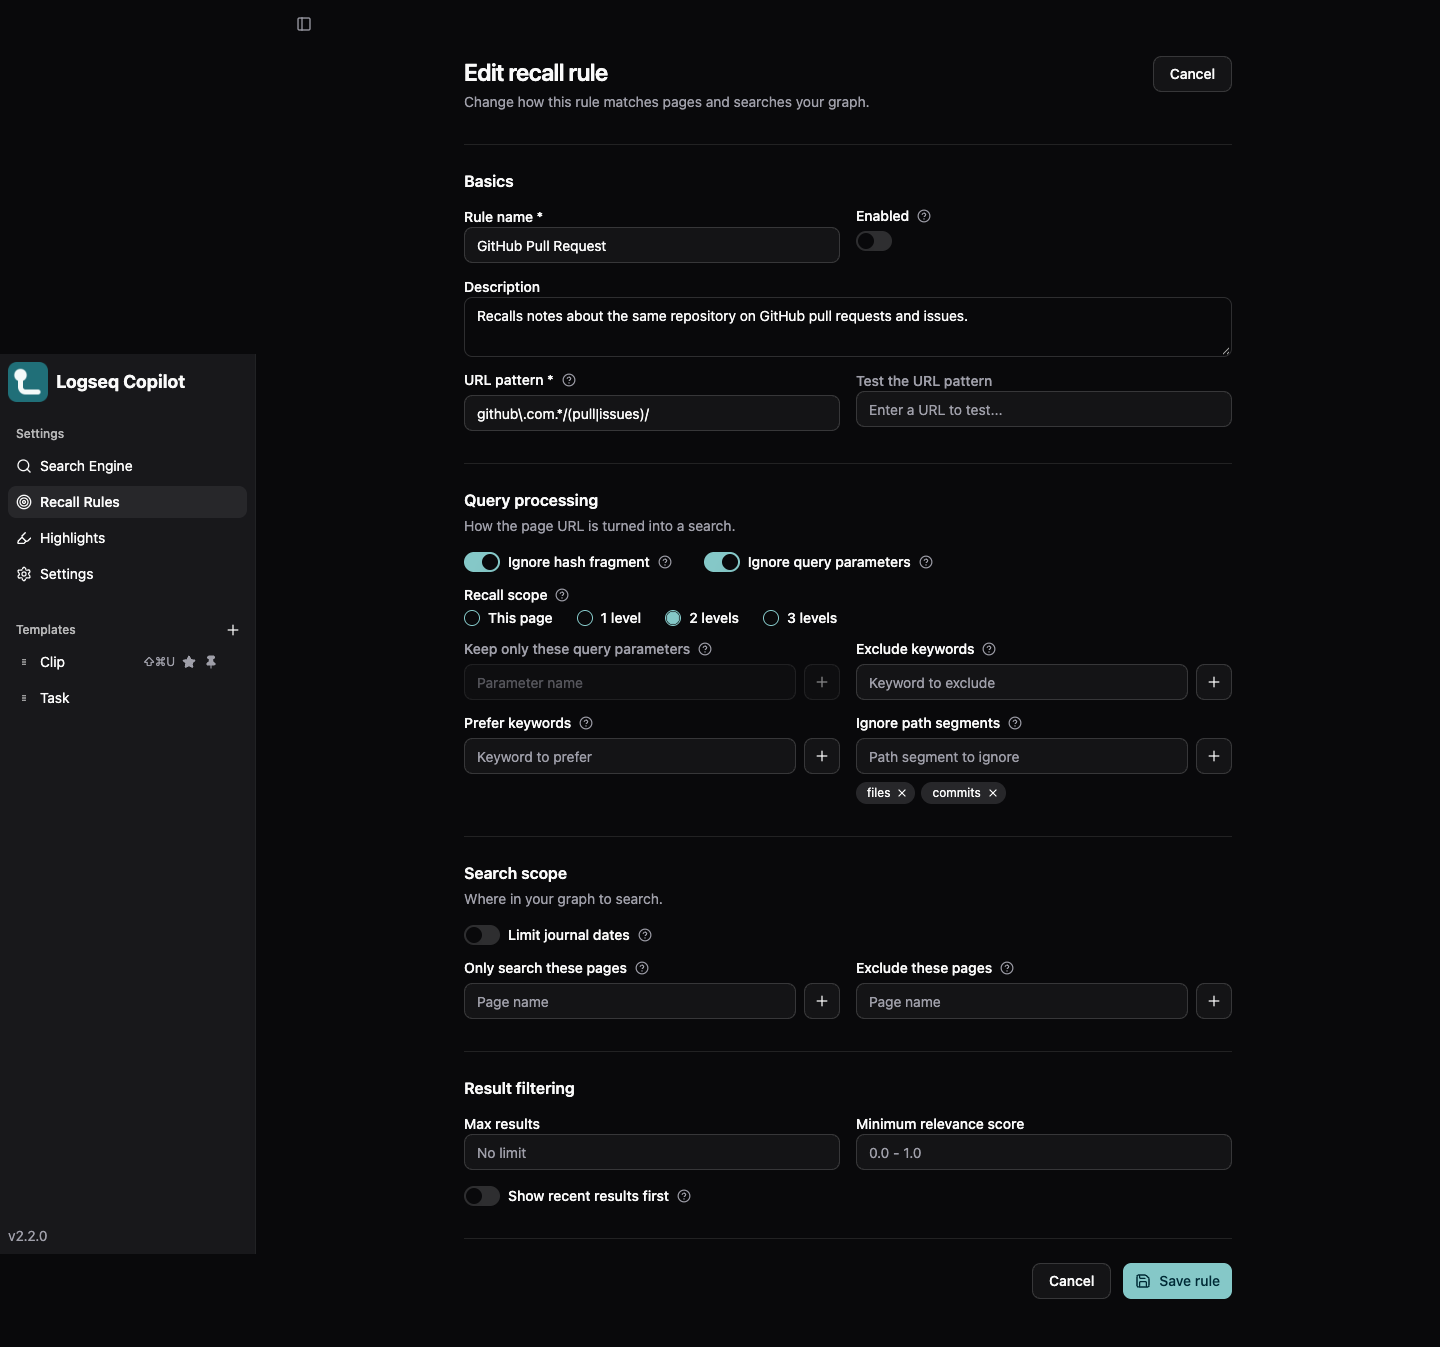 Edit recall rule
Cancel
Change how this rule matches pages and searches your graph.
Basics
Rule name *
Enabled
GitHub Pull Request
Description
Recalls notes about the same repository on GitHub pull requests and issues.
URL pattern *
Test the URL pattern
github\.com.*/(pull|issues)/
Enter a URL to test...
Query processing
How the page URL is turned into a search.
Ignore hash fragment
Ignore query parameters
Recall scope
This page
1 level
2 levels
3 levels
Keep only these query parameters
Exclude keywords
Parameter name
Keyword to exclude
Prefer keywords
Ignore path segments
Keyword to prefer
Path segment to ignore
files
commits
Search scope
Where in your graph to search.
Limit journal dates
Only search these pages
Exclude these pages
Page name
Page name
Result filtering
Max results
Minimum relevance score
No limit
0.0 - 1.0
Show recent results first
Cancel
Save rule
Logseq Copilot
Settings
Search Engine
Recall Rules
Highlights
Settings
Templates
Clip
⇧⌘U
Task
v2.2.0